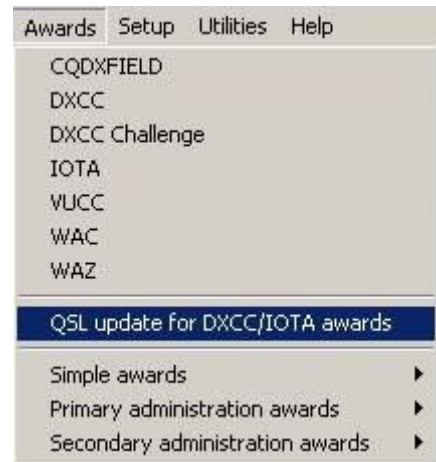 Awards Setup Utilities Help
CQDXFIELD
DXCC
DXCC Challenge
IOTA
VUCC
WAC
WAZ
QSL update for DXCC/IOTA awards
Simple awards
Primary administration awards
Secondary administration awards